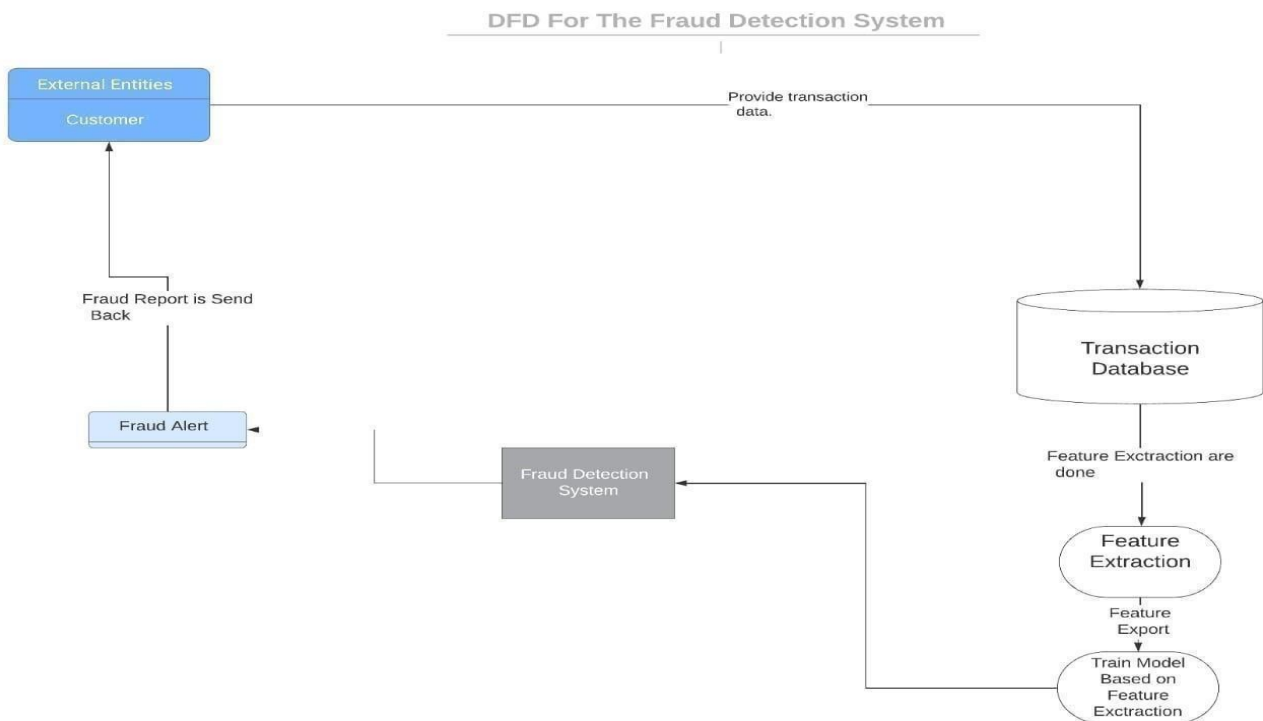 DFD For The Fraud Detection System
External Entities
Customer
Provide transaction
data.
Transaction
Database
Feature Exctraction are
done
Feature
Extraction
Feature
Export
Train Model
Based on
Feature
Exctraction
Fraud Detection
System
Fraud Alert
Fraud Report is Send
Back